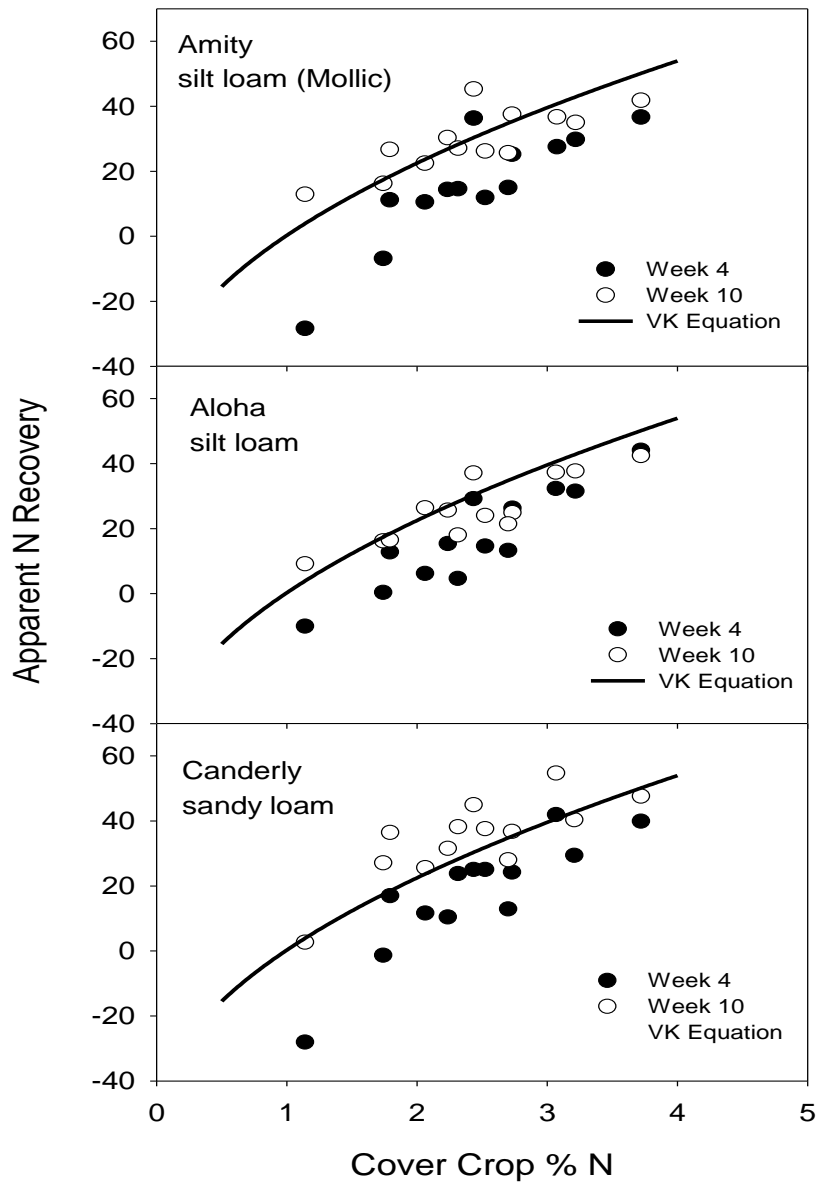 60
40
20
0
-20
-40
Amity
silt loam (Mollic)
Week 4
Week 10
VK Equation
60
40
20
0
-20
-40
Aloha
silt loam
Week 4
Week 10
VK Equation
60
40
20
0
-20
-40
Canderly
sandy loam
Week 4
Week 10
VK Equation
Apparent N Recovery
0 1 2 3 4 5
Cover Crop % N